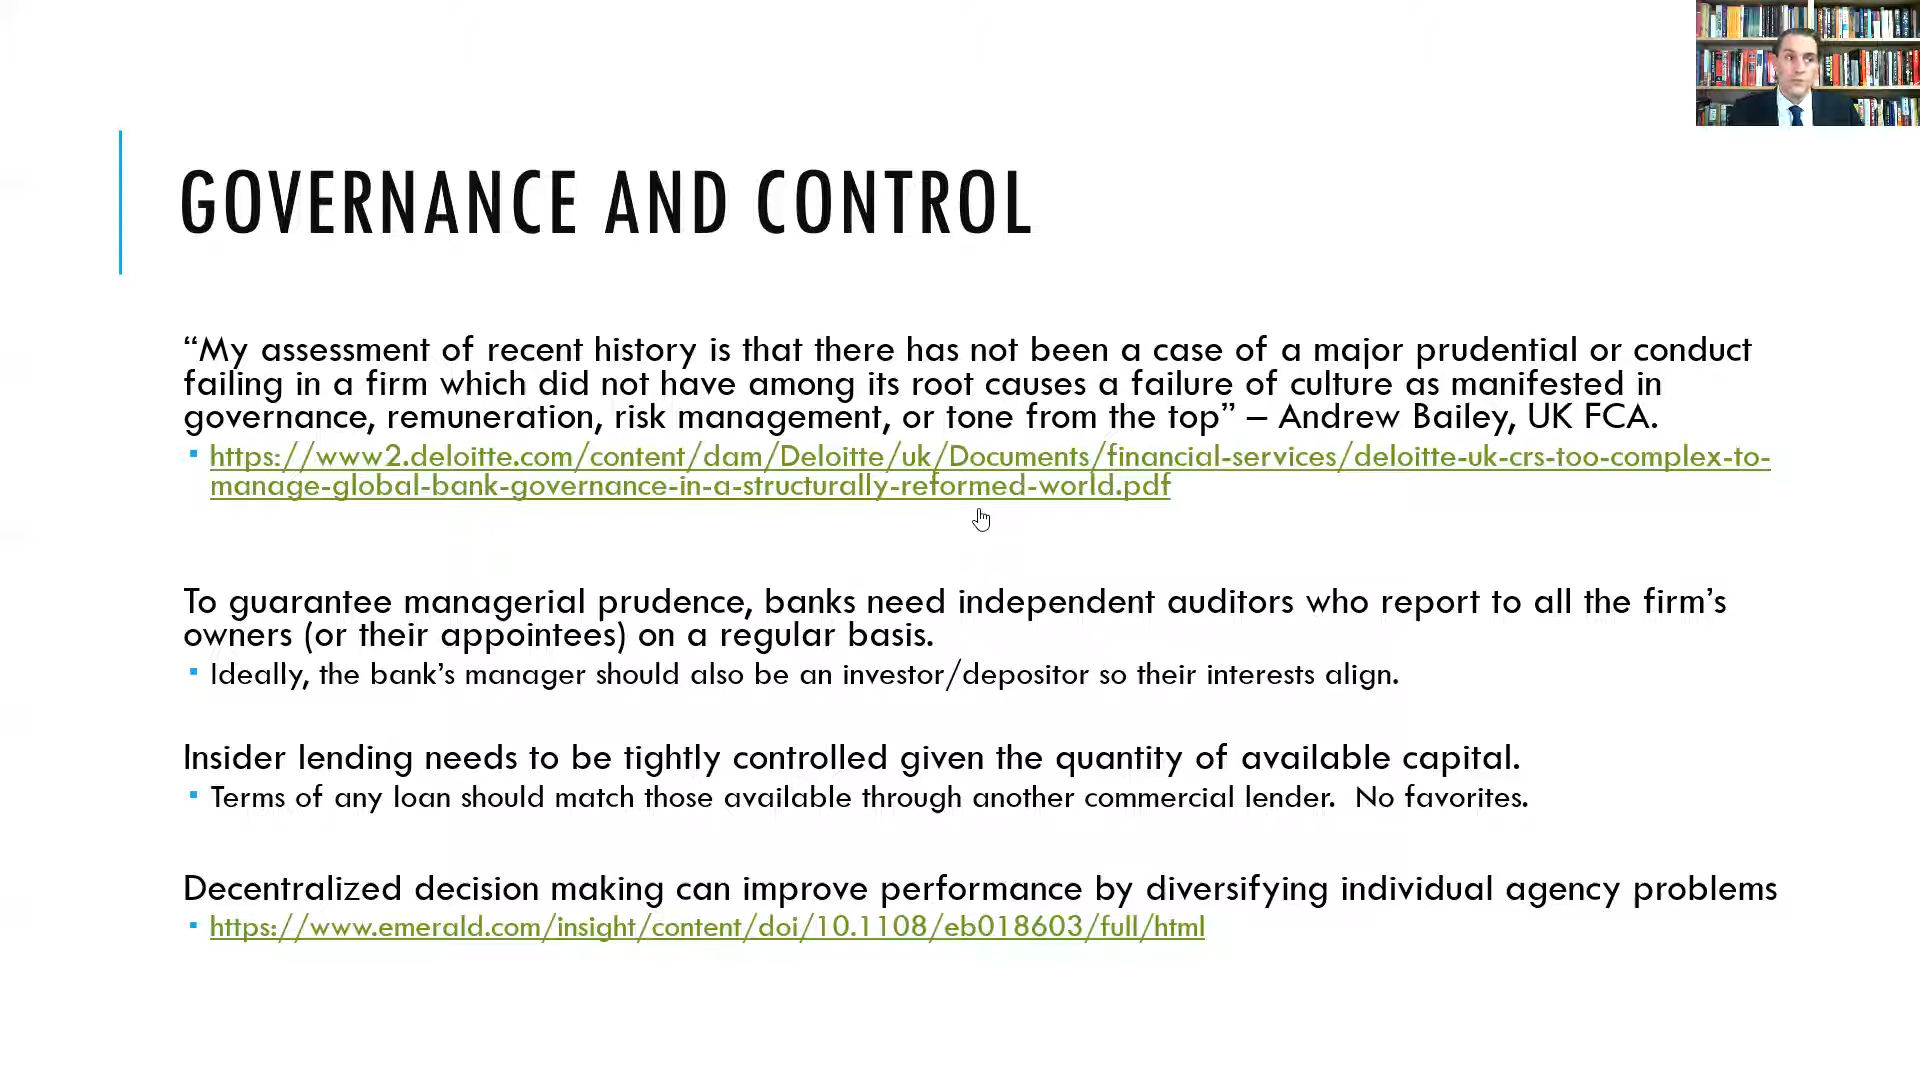 GOVERNANCE AND CONTROL
“My assessment of recent history is that there has not been a case of a major prudential or conduct
failing in a firm which did not have among its root causes a failure of culture as manifested in
governance, remuneration, risk management, or tone from the top” – Andrew Bailey, UK FCA.
▪ https://www2.deloitte.com/content/dam/Deloitte/uk/Documents/financial-services/deloitte-uk-crs-too-complex-to-
manage-global-bank-governance-in-a-structurally-reformed-world.pdf
To guarantee managerial prudence, banks need independent auditors who report to all the firm’s
owners (or their appointees) on a regular basis.
▪ Ideally, the bank’s manager should also be an investor/depositor so their interests align.
Insider lending needs to be tightly controlled given the quantity of available capital.
▪ Terms of any loan should match those available through another commercial lender.  No favorites.
Decentralized decision making can improve performance by diversifying individual agency problems
▪ https://www.emerald.com/insight/content/doi/10.1108/eb018603/full/html